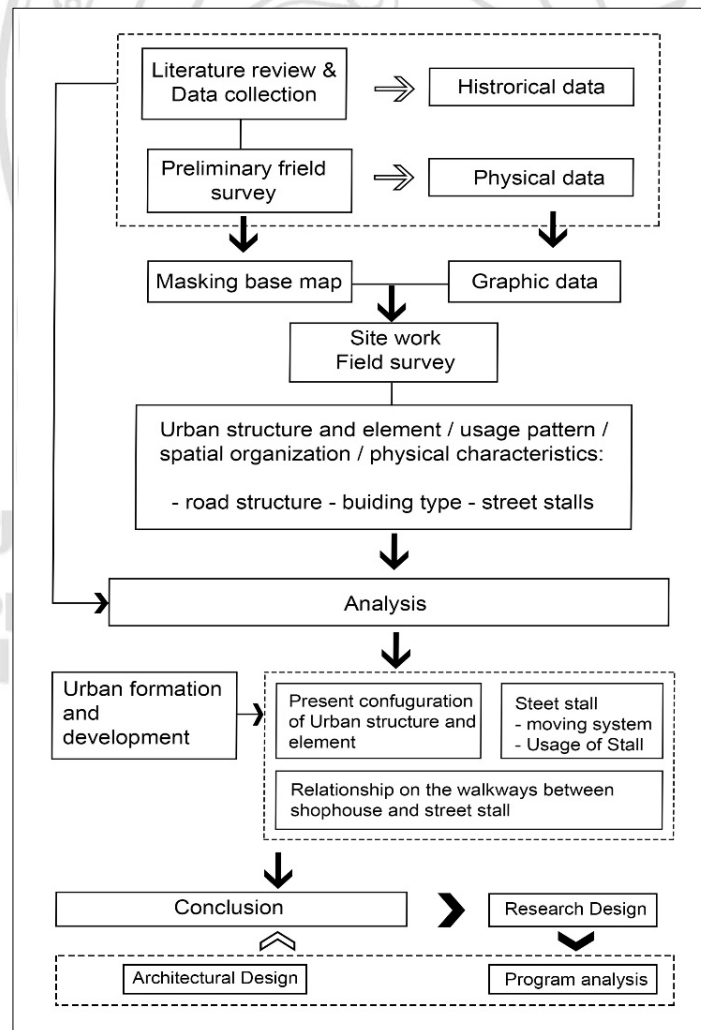 Literature review &
Data collection
Histrorical data
Preliminary frield
survey
Physical data
Masking base map
Graphic data
Site work
Field survey
Urban structure and element / usage pattern /
spatial organization / physical characteristics:
- road structure - buiding type - street stalls
Analysis
Urban formation
and
development
Present confuguration
of Urban structure and
element
Steet stall
- moving system
- Usage of Stall
Relationship on the walkways between
shophouse and street stall
Conclusion
Research Design
Architectural Design
Program analysis